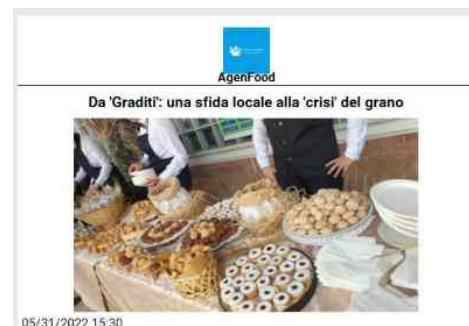 AgenFood
Da 'Graditi': una sfida locale alla 'crisi' del grano
05/31/2022 15:30